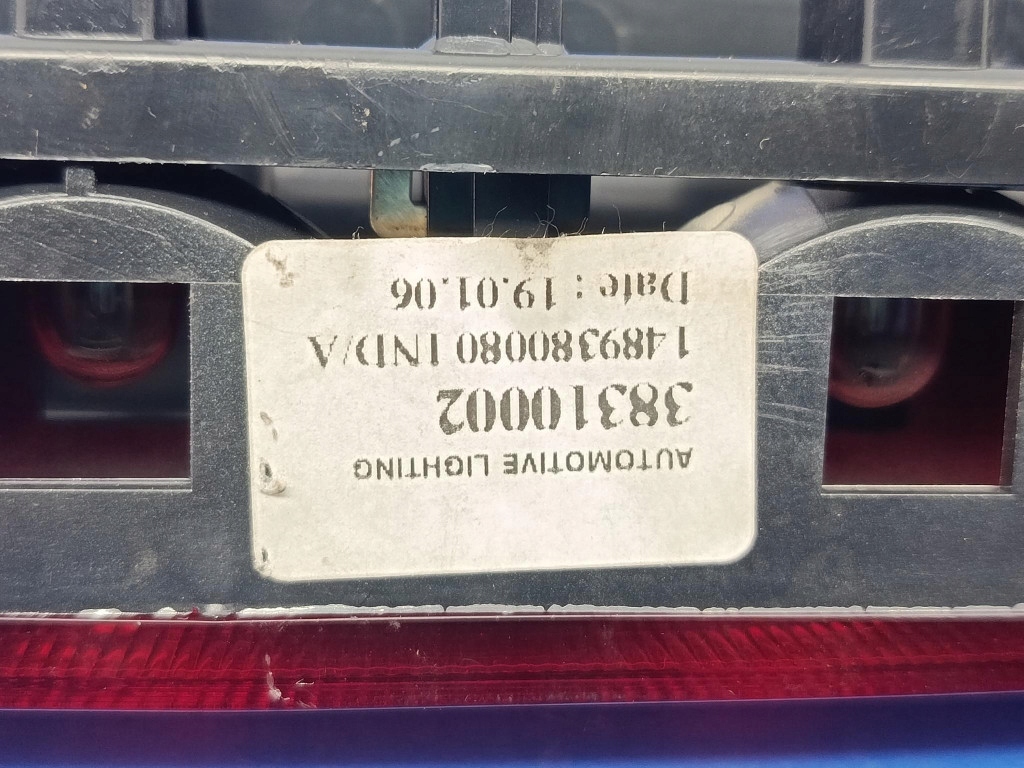 AUTOMOTIVE LIGHTING
38310002
1489380080 IND/A
Date : 19.01.06